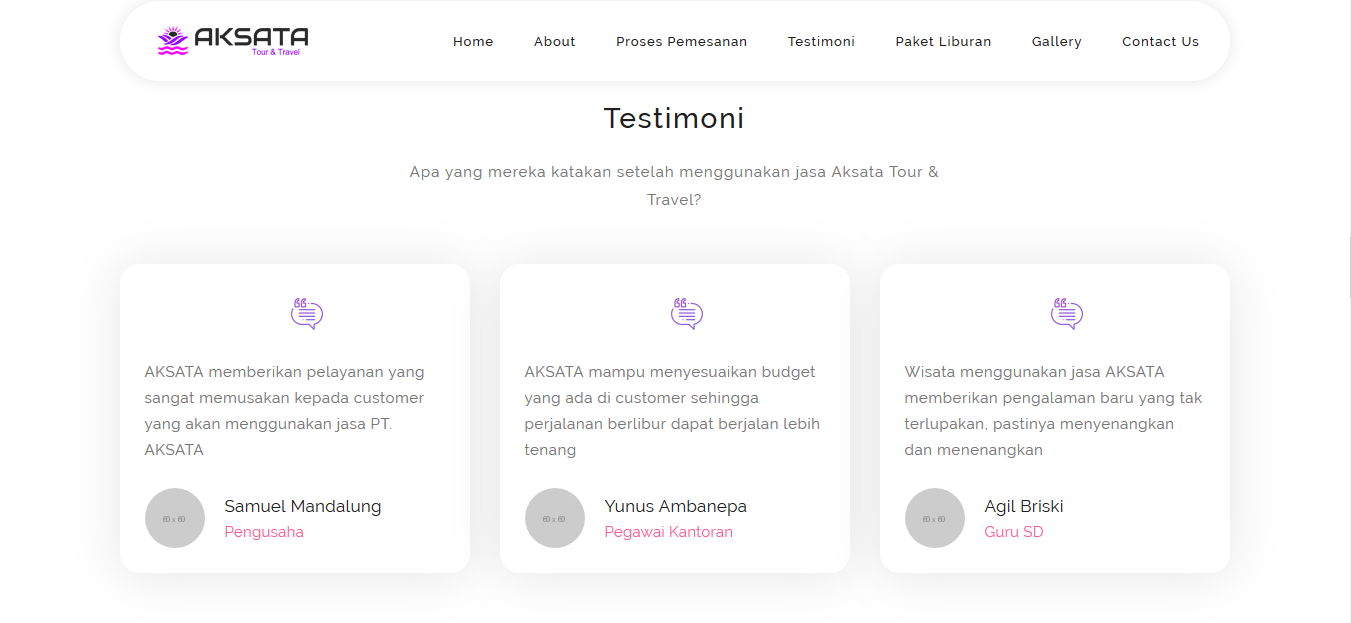 AKSATA
Tour & Travel
Home About Proses Pemesanan Testimoni Paket Liburan Gallery Contact Us
Testimoni
Apa yang mereka katakan setelah menggunakan jasa Aksata Tour &
Travel?
AKSATA memberikan pelayanan yang
sangat memusakan kepada customer
yang akan menggunakan jasa PT.
AKSATA
60 x 60
Samuel Mandalung
Pengusaha
AKSATA mampu menyesuaikan budget
yang ada di customer sehingga
perjalanan berlibur dapat berjalan lebih
tenang
60 x 60
Yunus Ambanepa
Pegawai Kantoran
Wisata menggunakan jasa AKSATA
memberikan pengalaman baru yang tak
terlupakan, pastinya menyenangkan
dan menenangkan
60 x 60
Agil Briski
Guru SD